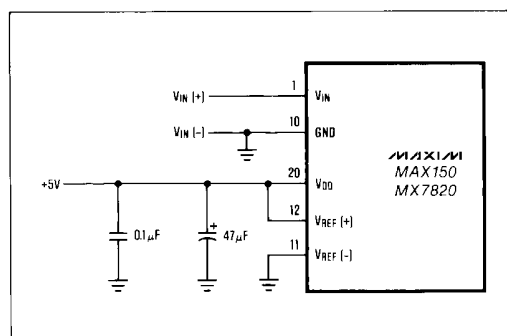 1
VIN (+)
VIN
10
VIN (-)
GND
MAXIM
MAX150
MX7820
20
+5V
VDD
12
VREF (+)
0.1µF
+
47µF
11
VREF (-)